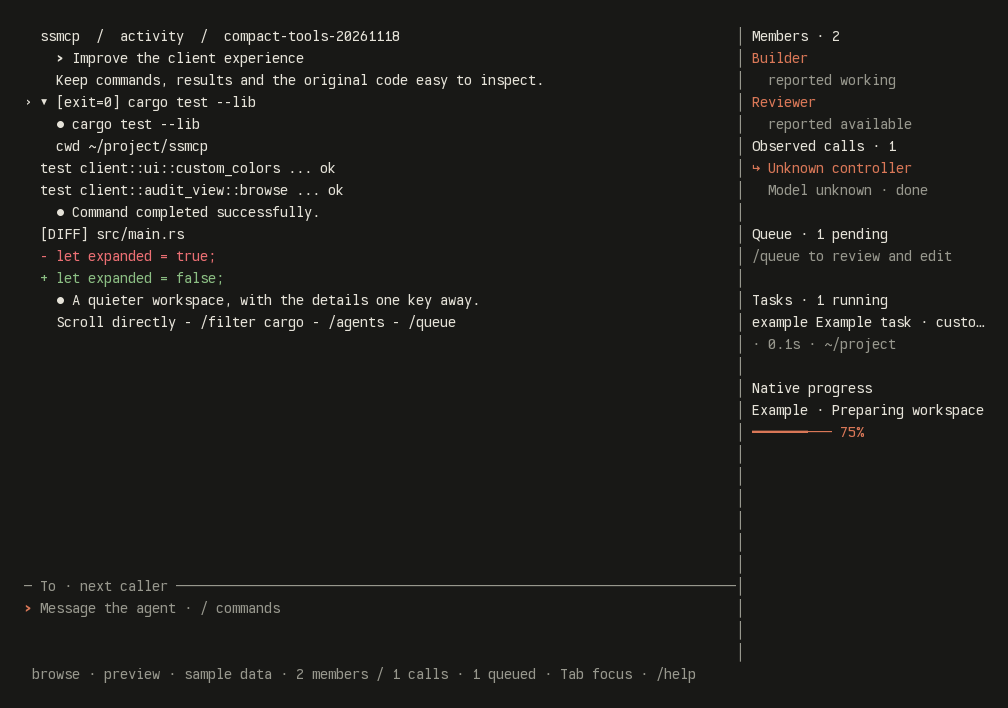 ssmcp / activity / compact-tools-20261118
› Improve the client experience
Keep commands, results and the original code easy to inspect.
› ▾ [exit=0] cargo test --lib
● cargo test --lib
cwd ~/project/ssmcp
test client::ui::custom_colors ... ok
test client::audit_view::browse ... ok
● Command completed successfully.
[DIFF] src/main.rs
- let expanded = true;
+ let expanded = false;
● A quieter workspace, with the details one key away.
Scroll directly - /filter cargo - /agents - /queue
Members · 2
Builder
reported working
Reviewer
reported available
Observed calls · 1
↪ Unknown controller
Model unknown · done
Queue · 1 pending
/queue to review and edit
Tasks · 1 running
example Example task · custo…
· 0.1s · ~/project
Native progress
Example · Preparing workspace
75%
To · next caller
› Message the agent · / commands
browse · preview · sample data · 2 members / 1 calls · 1 queued · Tab focus · /help